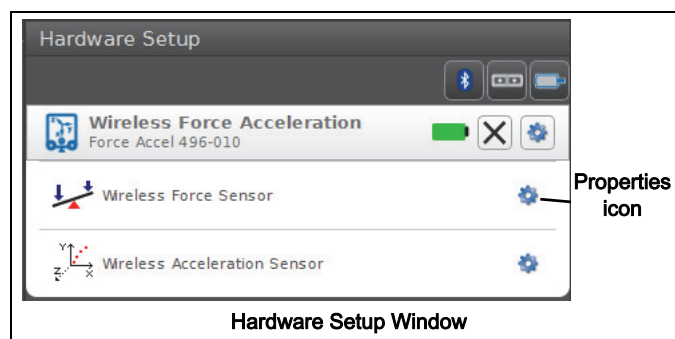 Hardware Setup
Wireless Force Acceleration
Force Accel 496-010
Wireless Force Sensor
Properties
icon
Y
Z
X
Wireless Acceleration Sensor
Hardware Setup Window